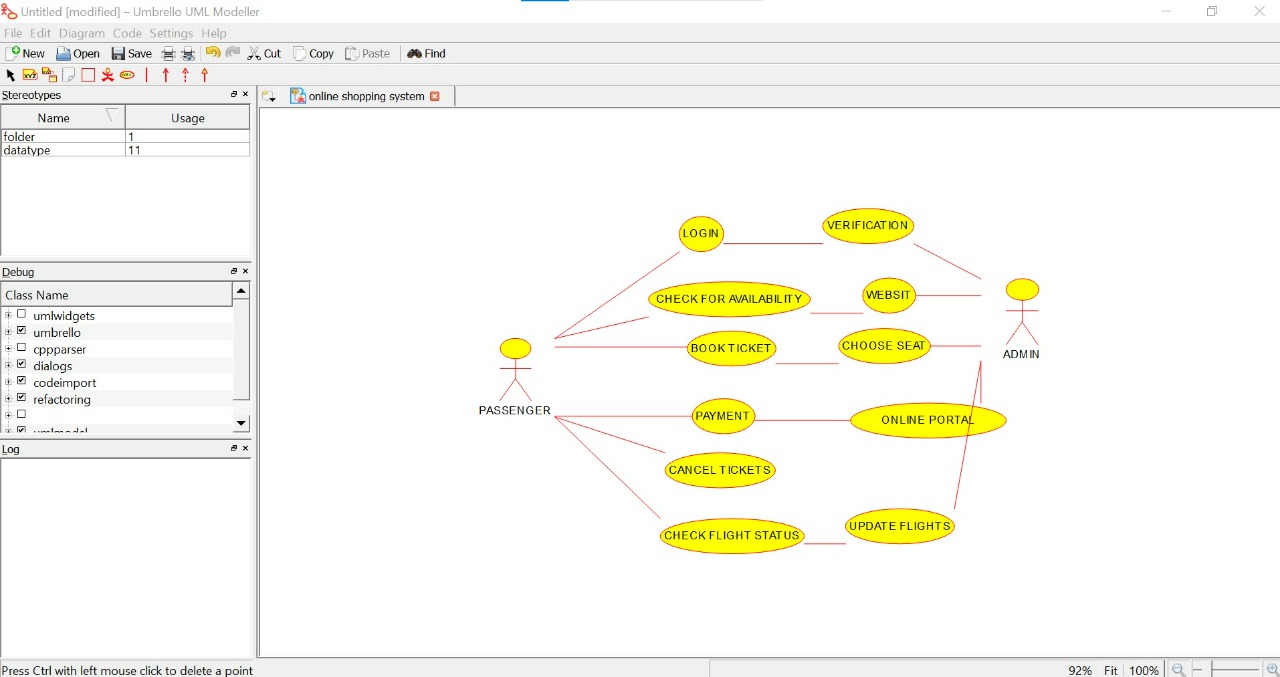 Untitled [modified] – Umbrello UML Modeller
File Edit Diagram Code Settings Help
New Open Save Cut Copy Paste Find
Stereotypes
online shopping system
Name Usage
folder 1
datatype 11
Debug
Class Name
umlwidgets
umbrello
cppparser
dialogs
codeimport
refactoring
Log
LOGIN
VERIFICATION
CHECK FOR AVAILABILITY
WEBSIT
BOOK TICKET
CHOOSE SEAT
ADMIN
PASSENGER
PAYMENT
ONLINE PORTAL
CANCEL TICKETS
CHECK FLIGHT STATUS
UPDATE FLIGHTS
Press Ctrl with left mouse click to delete a point
92% Fit 100%